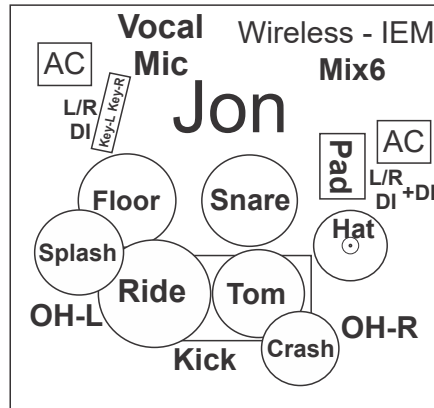 Vocal
Mic
Wireless - IEM
Mix6
AC
L/R
DI
Key-L Key-R
Jon
AC
Pad
L/R
DI +DI
Floor
Snare
Hat
Splash
Ride
Tom
OH-L
OH-R
Kick
Crash